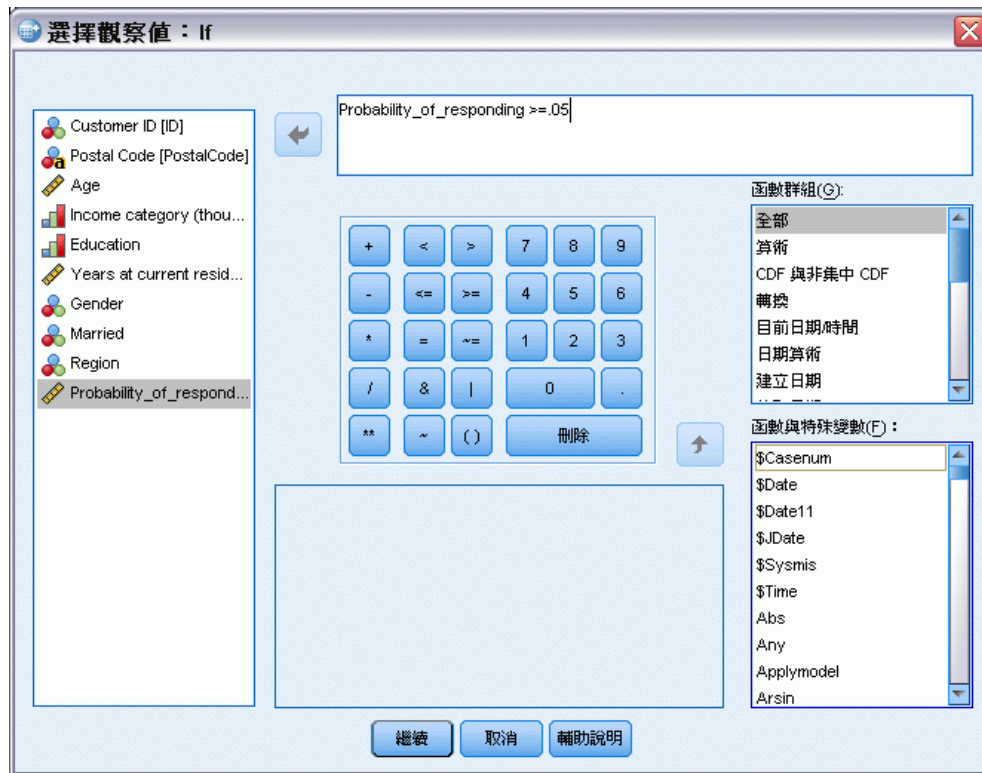 選擇觀察值：If
Customer ID [ID]
Postal Code [PostalCode]
Age
Income category (thou...
Education
Years at current resid...
Gender
Married
Region
Probability_of_respond...
Probability_of_responding >=.05
+ < > 7 8 9
- <= >= 4 5 6
* = ~= 1 2 3
/ & | 0 .
** ~ ( ) 刪除
函數群組(G):
全部
算術
CDF 與非集中 CDF
轉換
目前日期/時間
日期算術
建立日期
函數與特殊變數(F)：
$Casenum
$Date
$Date11
$JDate
$Sysmis
$Time
Abs
Any
Applymodel
Arsin
繼續 取消 輔助說明